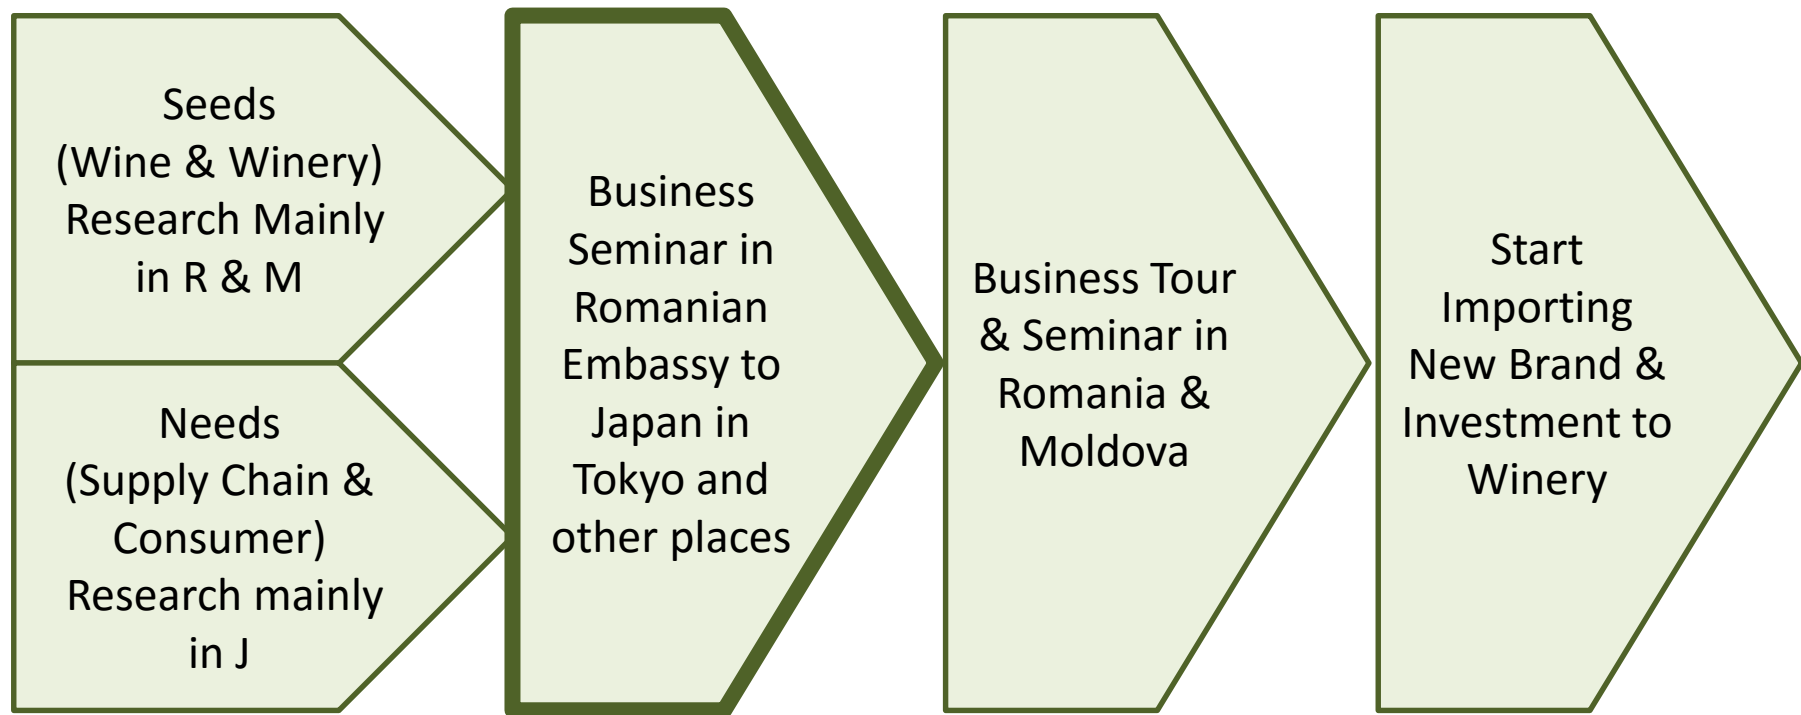 Seeds
(Wine & Winery)
Research Mainly
in R & M
Needs
(Supply Chain &
Consumer)
Research mainly
in J
Business
Seminar in
Romanian
Embassy to
Japan in
Tokyo and
other places
Business Tour
& Seminar in
Romania &
Moldova
Start
Importing
New Brand &
Investment to
Winery